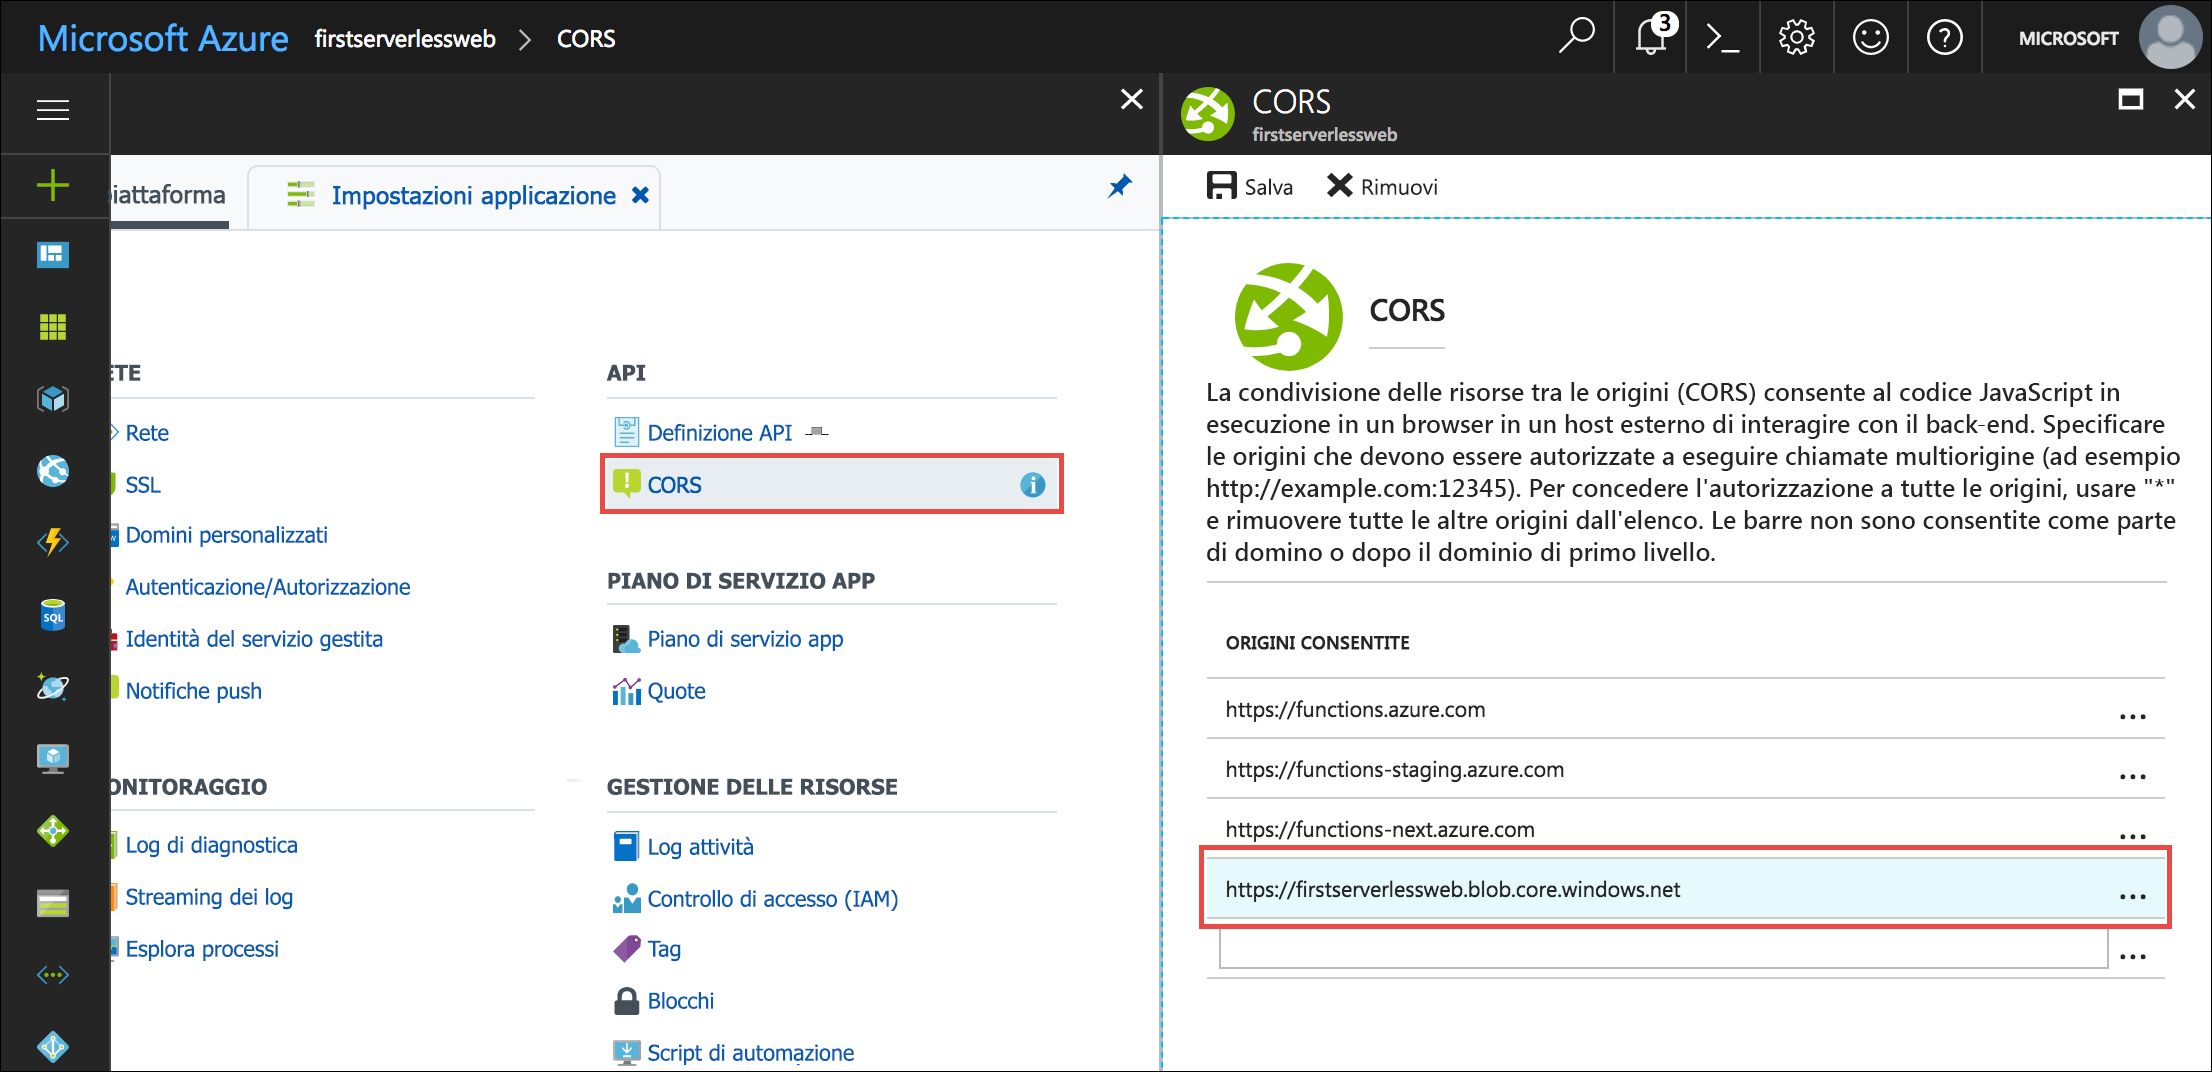 Microsoft Azure firstserverlessweb > CORS
3
MICROSOFT
CORS
firstserverlessweb
iattaforma
Impostazioni applicazione
Salva
Rimuovi
CORS
La condivisione delle risorse tra le origini (CORS) consente al codice JavaScript in
esecuzione in un browser in un host esterno di interagire con il back-end. Specificare
le origini che devono essere autorizzate a eseguire chiamate multiorigine (ad esempio
http://example.com:12345). Per concedere l'autorizzazione a tutte le origini, usare "*"
e rimuovere tutte le altre origini dall'elenco. Le barre non sono consentite come parte
di domino o dopo il dominio di primo livello.
ORIGINI CONSENTITE
https://functions.azure.com
...
https://functions-staging.azure.com
...
https://functions-next.azure.com
...
https://firstserverlessweb.blob.core.windows.net
...
...
ETE
Rete
SSL
Domini personalizzati
Autenticazione/Autorizzazione
Identità del servizio gestita
Notifiche push
ONITORAGGIO
Log di diagnostica
Streaming dei log
Esplora processi
API
Definizione API
CORS
PIANO DI SERVIZIO APP
Piano di servizio app
Quote
GESTIONE DELLE RISORSE
Log attività
Controllo di accesso (IAM)
Tag
Blocchi
Script di automazione
SQL